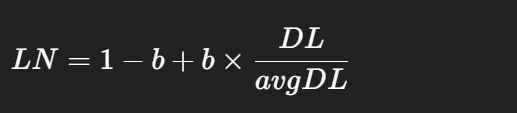 LN = 1 − b + b × DL / avgDL